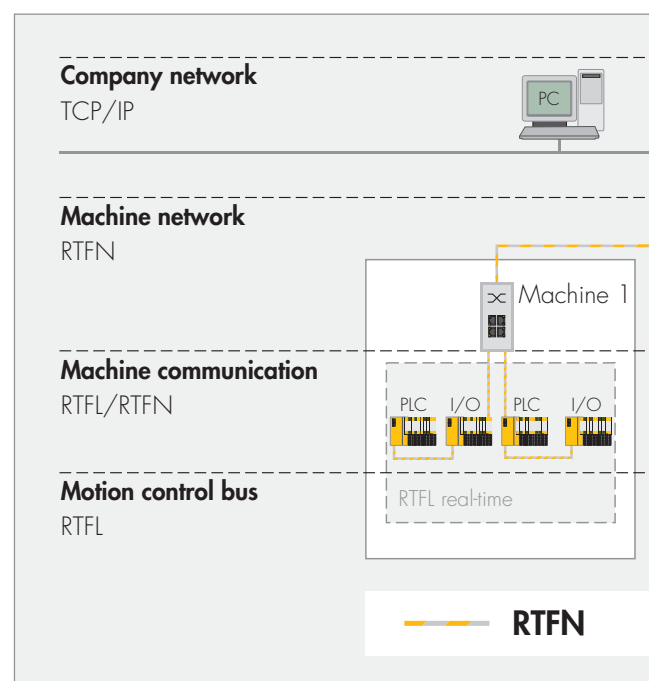 Company network
TCP/IP
PC
Machine network
RTFN
Machine 1
Machine communication
RTFL/RTFN
PLC I/O PLC I/O
Motion control bus
RTFL
RTFL real-time
RTFN